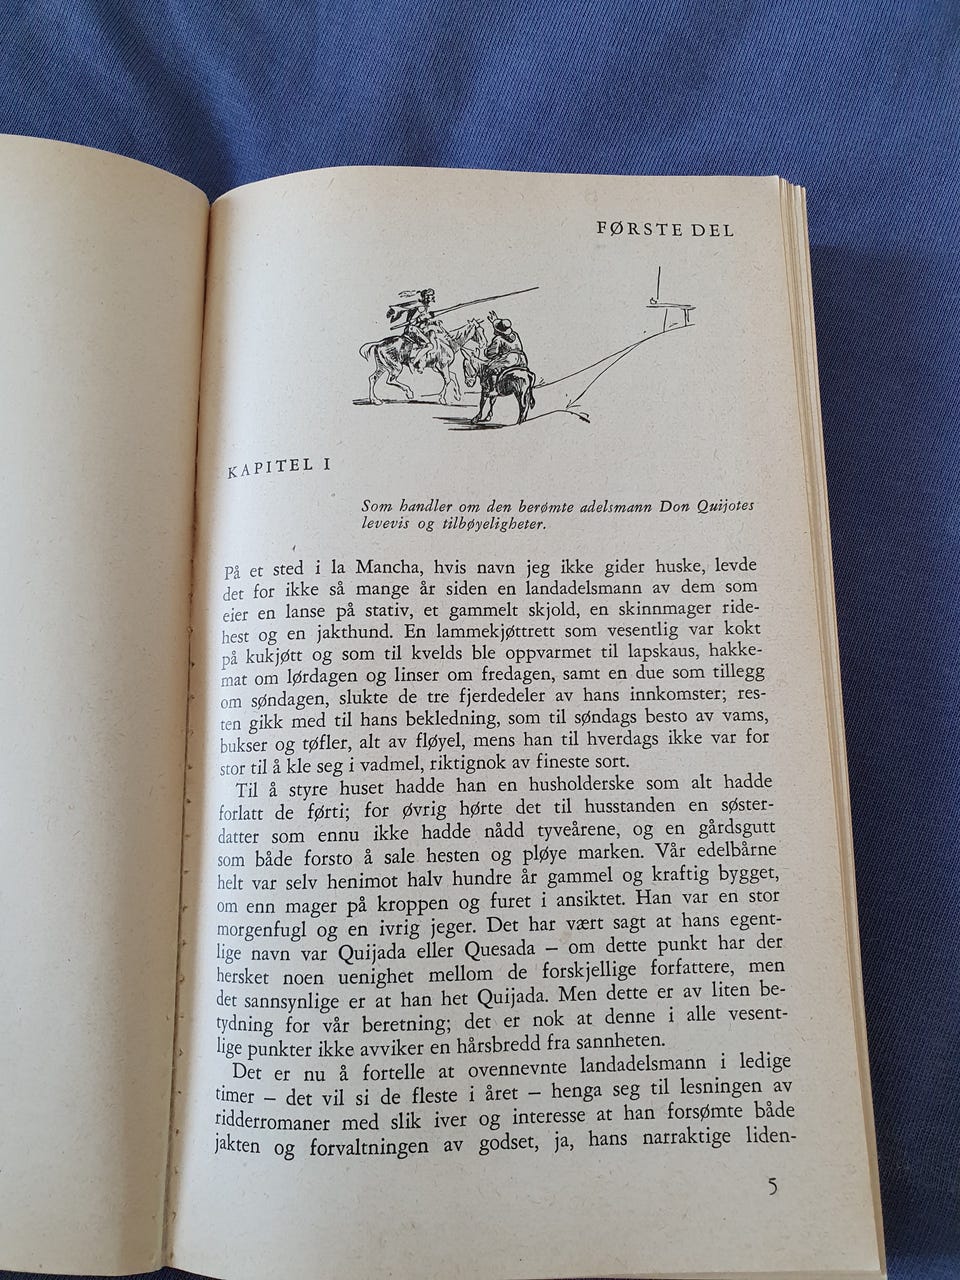 FØRSTE DEL
KAPITEL I
Som handler om den berømte adelsmann Don Quijotes
levevis og tilbøyeligheter.
På et sted i la Mancha, hvis navn jeg ikke gider huske, levde
det for ikke så mange år siden en landadelsmann av dem som
eier en lanse på stativ, et gammelt skjold, en skinnmager ride-
hest og en jakthund. En lammekjøttrett som vesentlig var kokt
på kukjøtt og som til kvelds ble oppvarmet til lapskaus, hakke-
mat om lørdagen og linser om fredagen, samt en due som tillegg
om søndagen, slukte de tre fjerdedeler av hans innkomster; res-
ten gikk med til hans bekledning, som til søndags besto av vams,
bukser og tøfler, alt av fløyel, mens han til hverdags ikke var for
stor til å kle seg i vadmel, riktignok av fineste sort.
Til å styre huset hadde han en husholderske som alt hadde
forlatt de førti; for øvrig hørte det til husstanden en søster-
datter som ennu ikke hadde nådd tyveårene, og en gårdsgutt
som både forsto å sale hesten og pløye marken. Vår edelbårne
helt var selv henimot halv hundre år gammel og kraftig bygget,
om enn mager på kroppen og furet i ansiktet. Han var en stor
morgenfugl og en ivrig jeger. Det har vært sagt at hans egent-
lige navn var Quijada eller Quesada – om dette punkt har der
hersket noen uenighet mellom de forskjellige forfattere, men
det sannsynlige er at han het Quijada. Men dette er av liten be-
tydning for vår beretning; det er nok at denne i alle vesent-
lige punkter ikke avviker en hårsbredd fra sannheten.
Det er nu å fortelle at ovennevnte landadelsmann i ledige
timer – det vil si de fleste i året – henga seg til lesningen av
ridderromaner med slik iver og interesse at han forsømte både
jakten og forvaltningen av godset, ja, hans narraktige liden-
5